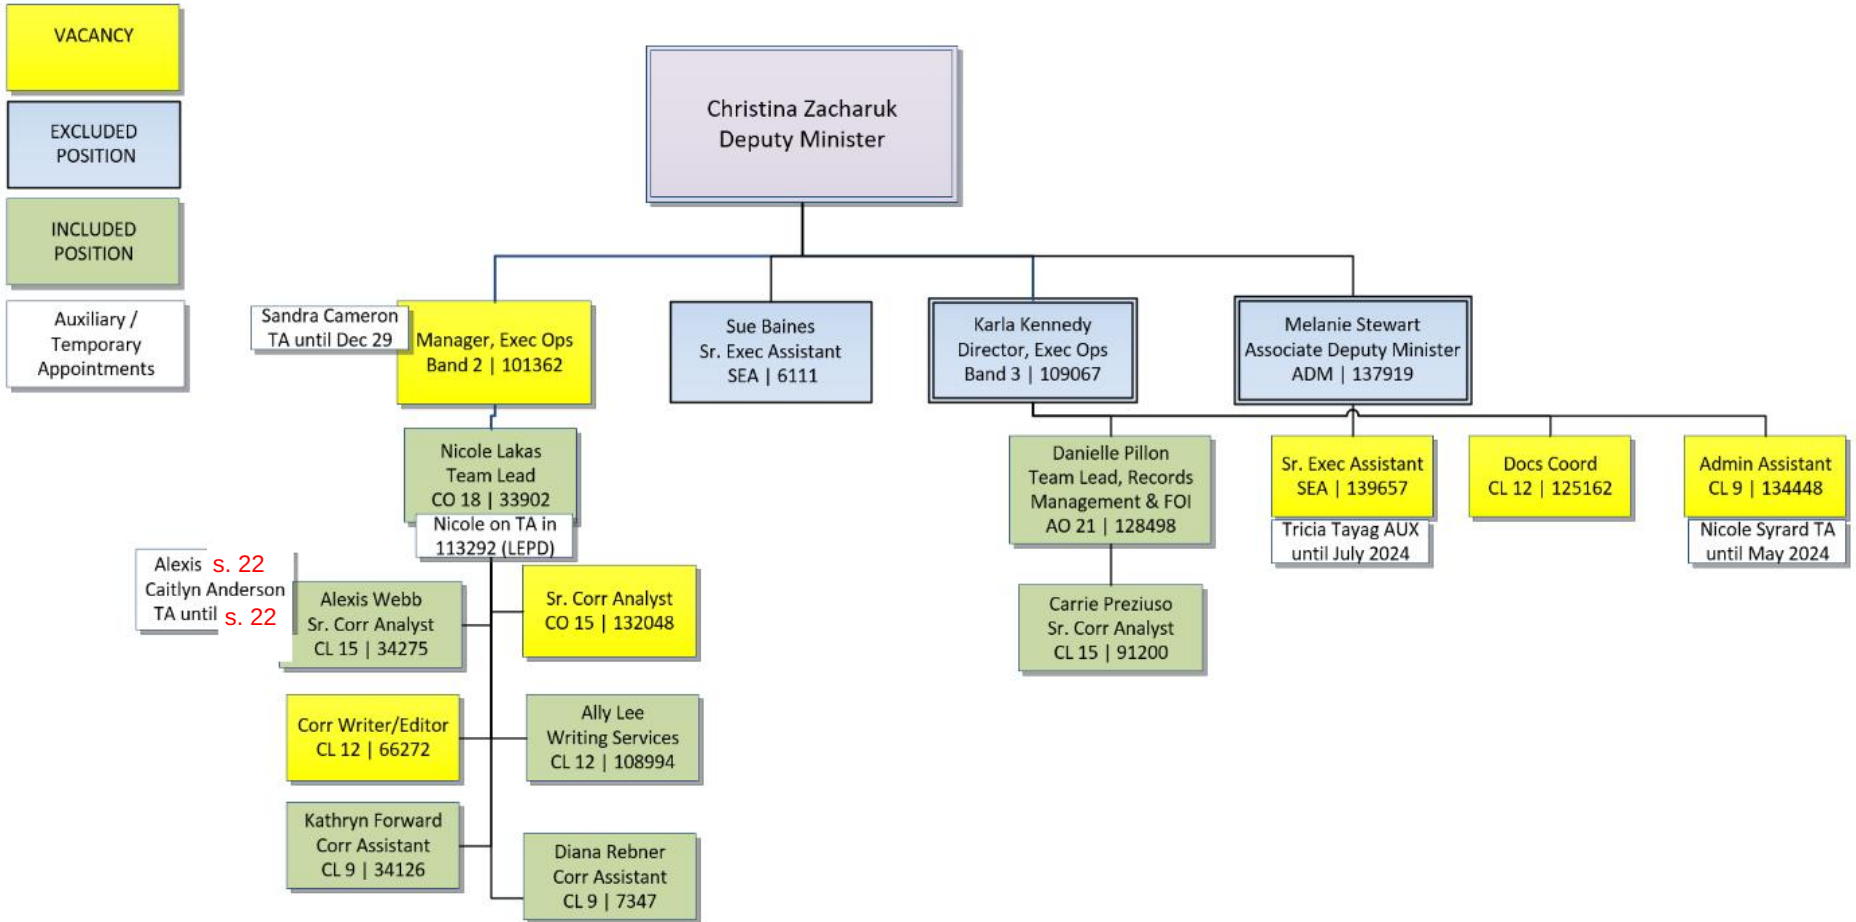 VACANCY
EXCLUDED
POSITION
INCLUDED
POSITION
Auxiliary /
Temporary
Appointments
Christina Zacharuk
Deputy Minister
Sandra Cameron
TA until Dec 29
Manager, Exec Ops
Band 2 | 101362
Sue Baines
Sr. Exec Assistant
SEA | 6111
Karla Kennedy
Director, Exec Ops
Band 3 | 109067
Melanie Stewart
Associate Deputy Minister
ADM | 137919
Nicole Lakas
Team Lead
CO 18 | 33902
Nicole on TA in
113292 (LEPD)
Danielle Pillon
Team Lead, Records
Management & FOI
AO 21 | 128498
Sr. Exec Assistant
SEA | 139657
Tricia Tayag AUX
until July 2024
Docs Coord
CL 12 | 125162
Admin Assistant
CL 9 | 134448
Nicole Syrard TA
until May 2024
Alexis s. 22
Caitlyn Anderson
TA until s. 22
Alexis Webb
Sr. Corr Analyst
CL 15 | 34275
Sr. Corr Analyst
CO 15 | 132048
Carrie Preziuso
Sr. Corr Analyst
CL 15 | 91200
Corr Writer/Editor
CL 12 | 66272
Ally Lee
Writing Services
CL 12 | 108994
Kathryn Forward
Corr Assistant
CL 9 | 34126
Diana Rebner
Corr Assistant
CL 9 | 7347